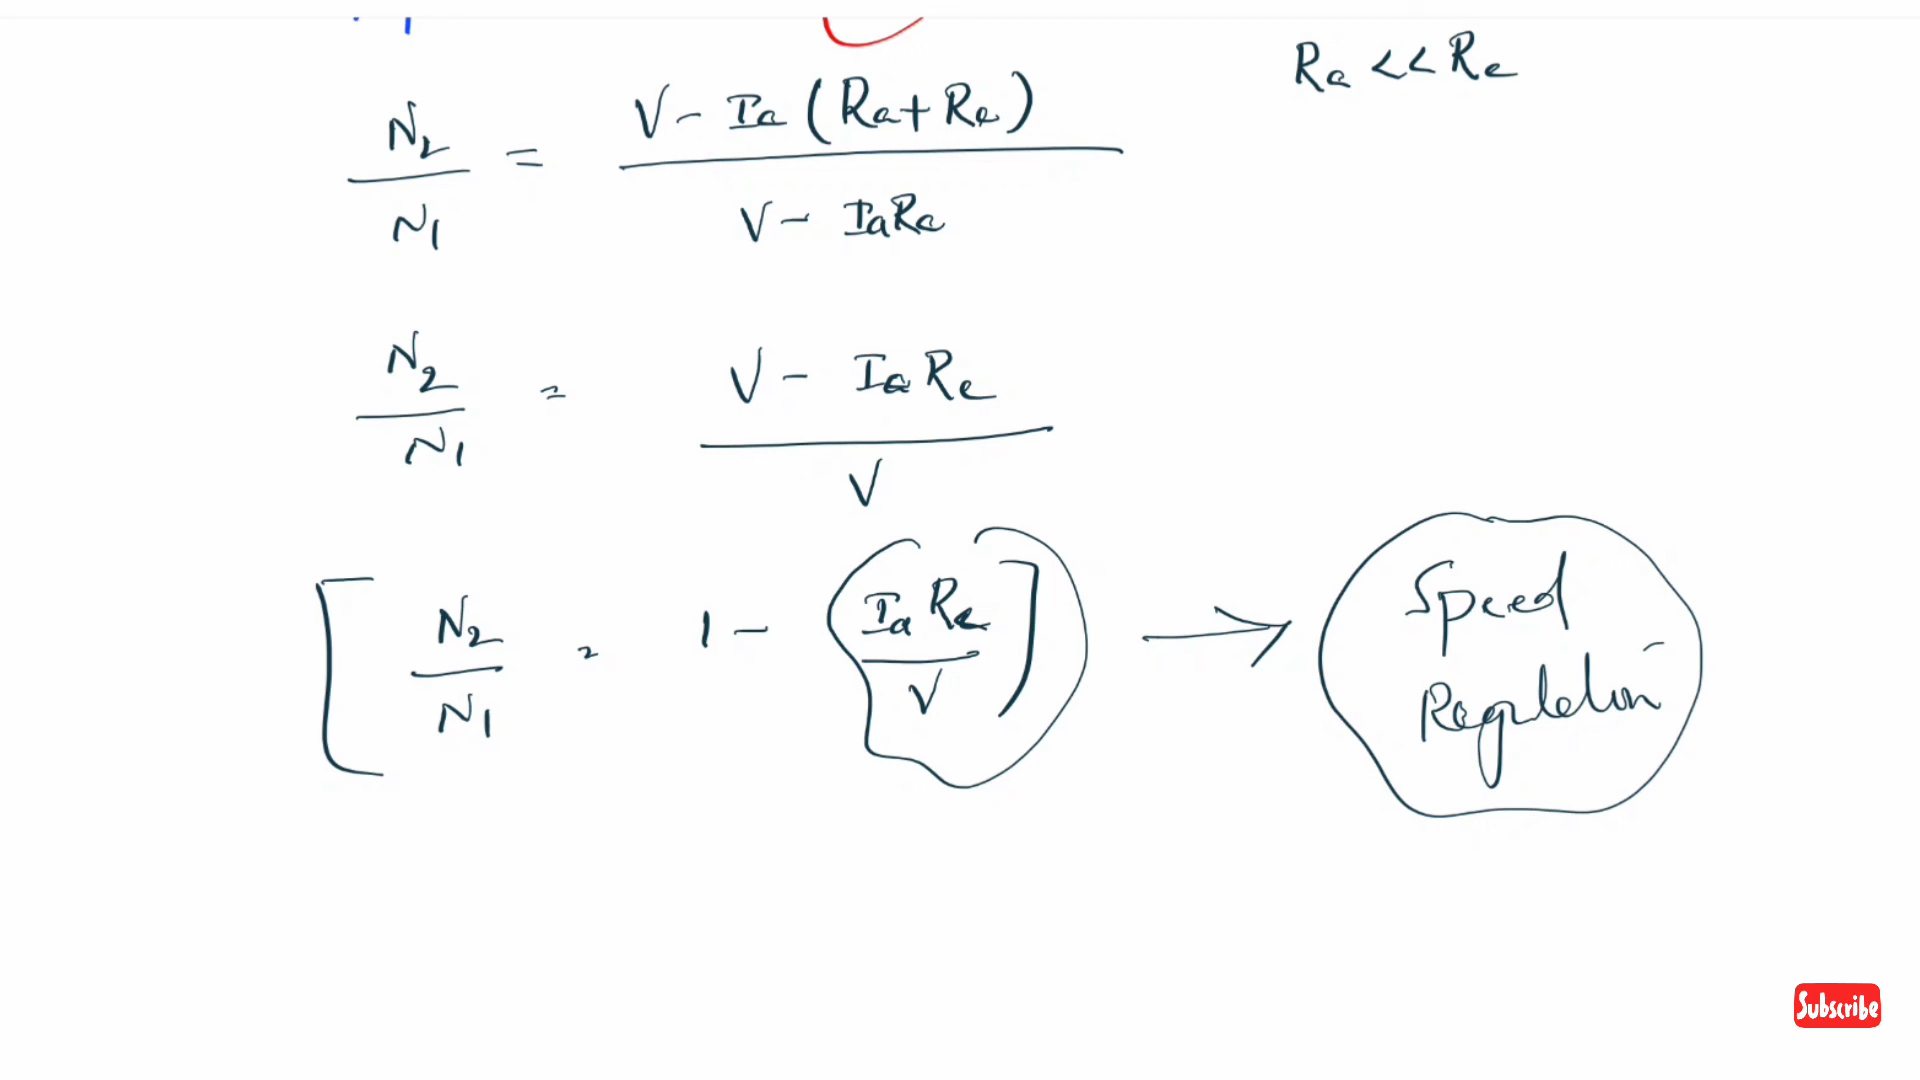 Ra << Re
N2/N1 = V - Ia (Ra + Re) / V - IaRa
N2/N1 = V - Ia Re / V
[ N2/N1 = 1 - Ia Re / V ] → Speed
Regulation
Subscribe